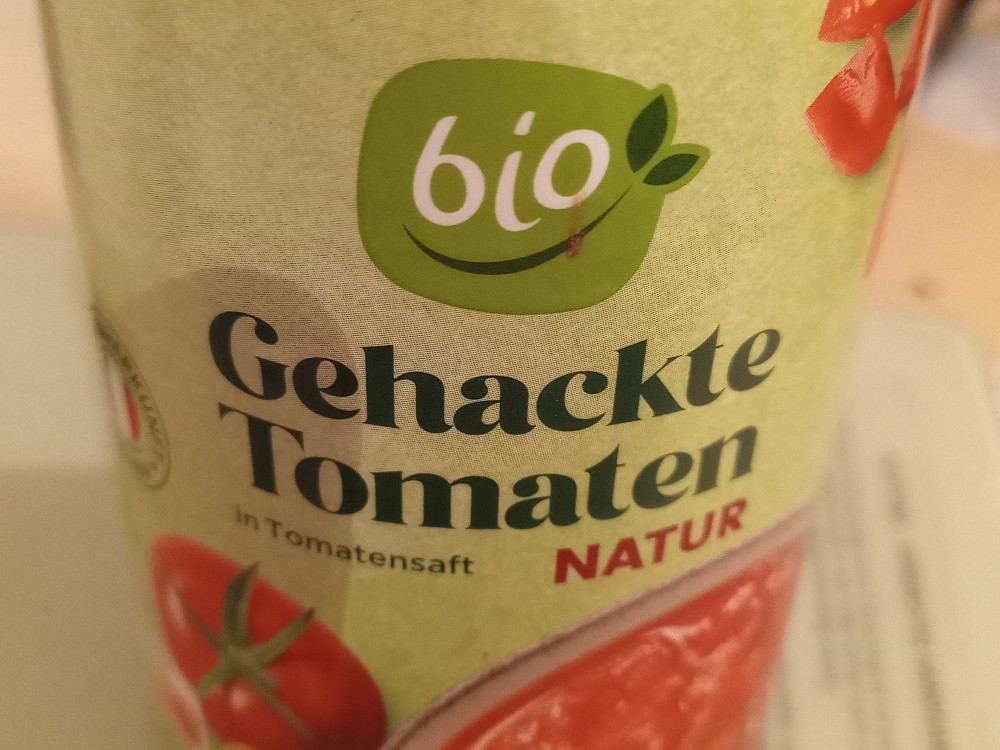 bio
Gehackte
Tomaten
in Tomatensaft
NATUR